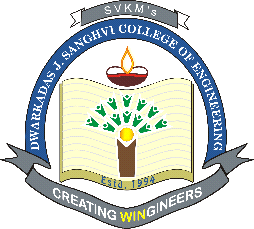 SVKM's
DWARKADAS J. SANGHVI COLLEGE OF ENGINEERING
Estd. 1994
CREATING WINGINEERS